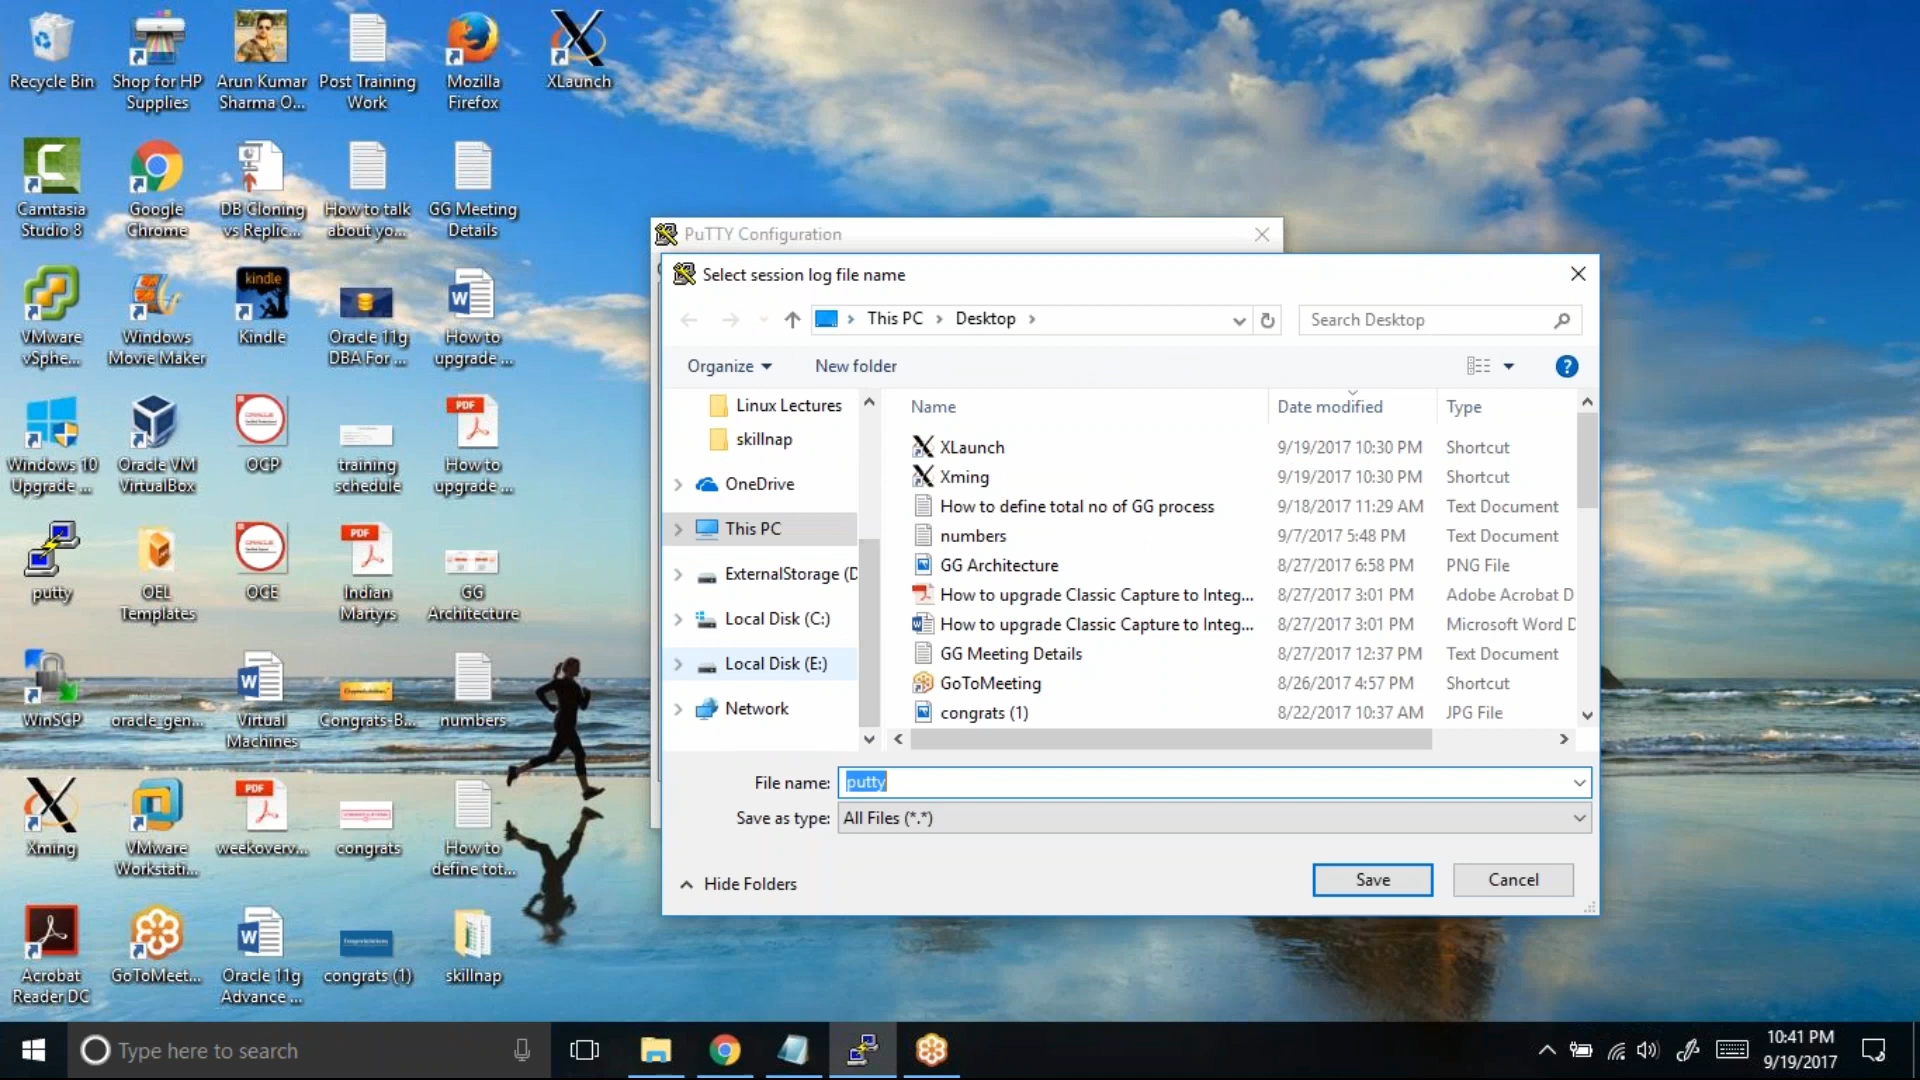 Recycle Bin
Shop for HP
Supplies
Arun Kumar
Sharma O...
Post Training
Work
Mozilla
Firefox
XLaunch
Camtasia
Studio 8
Google
Chrome
DB Cloning
vs Replic...
How to talk
about yo...
GG Meeting
Details
VMware
vSphe...
Windows
Movie Maker
kindle
Kindle
Oracle 11g
DBA For ...
How to
upgrade ...
Windows 10
Upgrade ...
Oracle VM
VirtualBox
ORACLE
OCP
training
schedule
PDF
How to
upgrade ...
putty
OEL
Templates
ORACLE
OCE
PDF
Indian
Martyrs
GG
Architecture
WinSCP
oracle_gen...
Virtual
Machines
Congrats-B...
numbers
Xming
VMware
Workstati...
PDF
weekoverv...
congrats
How to
define tot...
Acrobat
Reader DC
GoToMeet...
Oracle 11g
Advance ...
congrats (1)
skillnap
PuTTY Configuration
Select session log file name
This PC
Desktop
Search Desktop
Organize
New folder
?
Linux Lectures
skillnap
OneDrive
This PC
ExternalStorage (D
Local Disk (C:)
Local Disk (E:)
Network
Name Date modified Type
XLaunch 9/19/2017 10:30 PM Shortcut
Xming 9/19/2017 10:30 PM Shortcut
How to define total no of GG process 9/18/2017 11:29 AM Text Document
numbers 9/7/2017 5:48 PM Text Document
GG Architecture 8/27/2017 6:58 PM PNG File
How to upgrade Classic Capture to Integ... 8/27/2017 3:01 PM Adobe Acrobat D
How to upgrade Classic Capture to Integ... 8/27/2017 3:01 PM Microsoft Word D
GG Meeting Details 8/27/2017 12:37 PM Text Document
GoToMeeting 8/26/2017 4:57 PM Shortcut
congrats (1) 8/22/2017 10:37 AM JPG File
File name: putty
Save as type: All Files (*.*)
Hide Folders
Save
Cancel
Type here to search
10:41 PM
9/19/2017